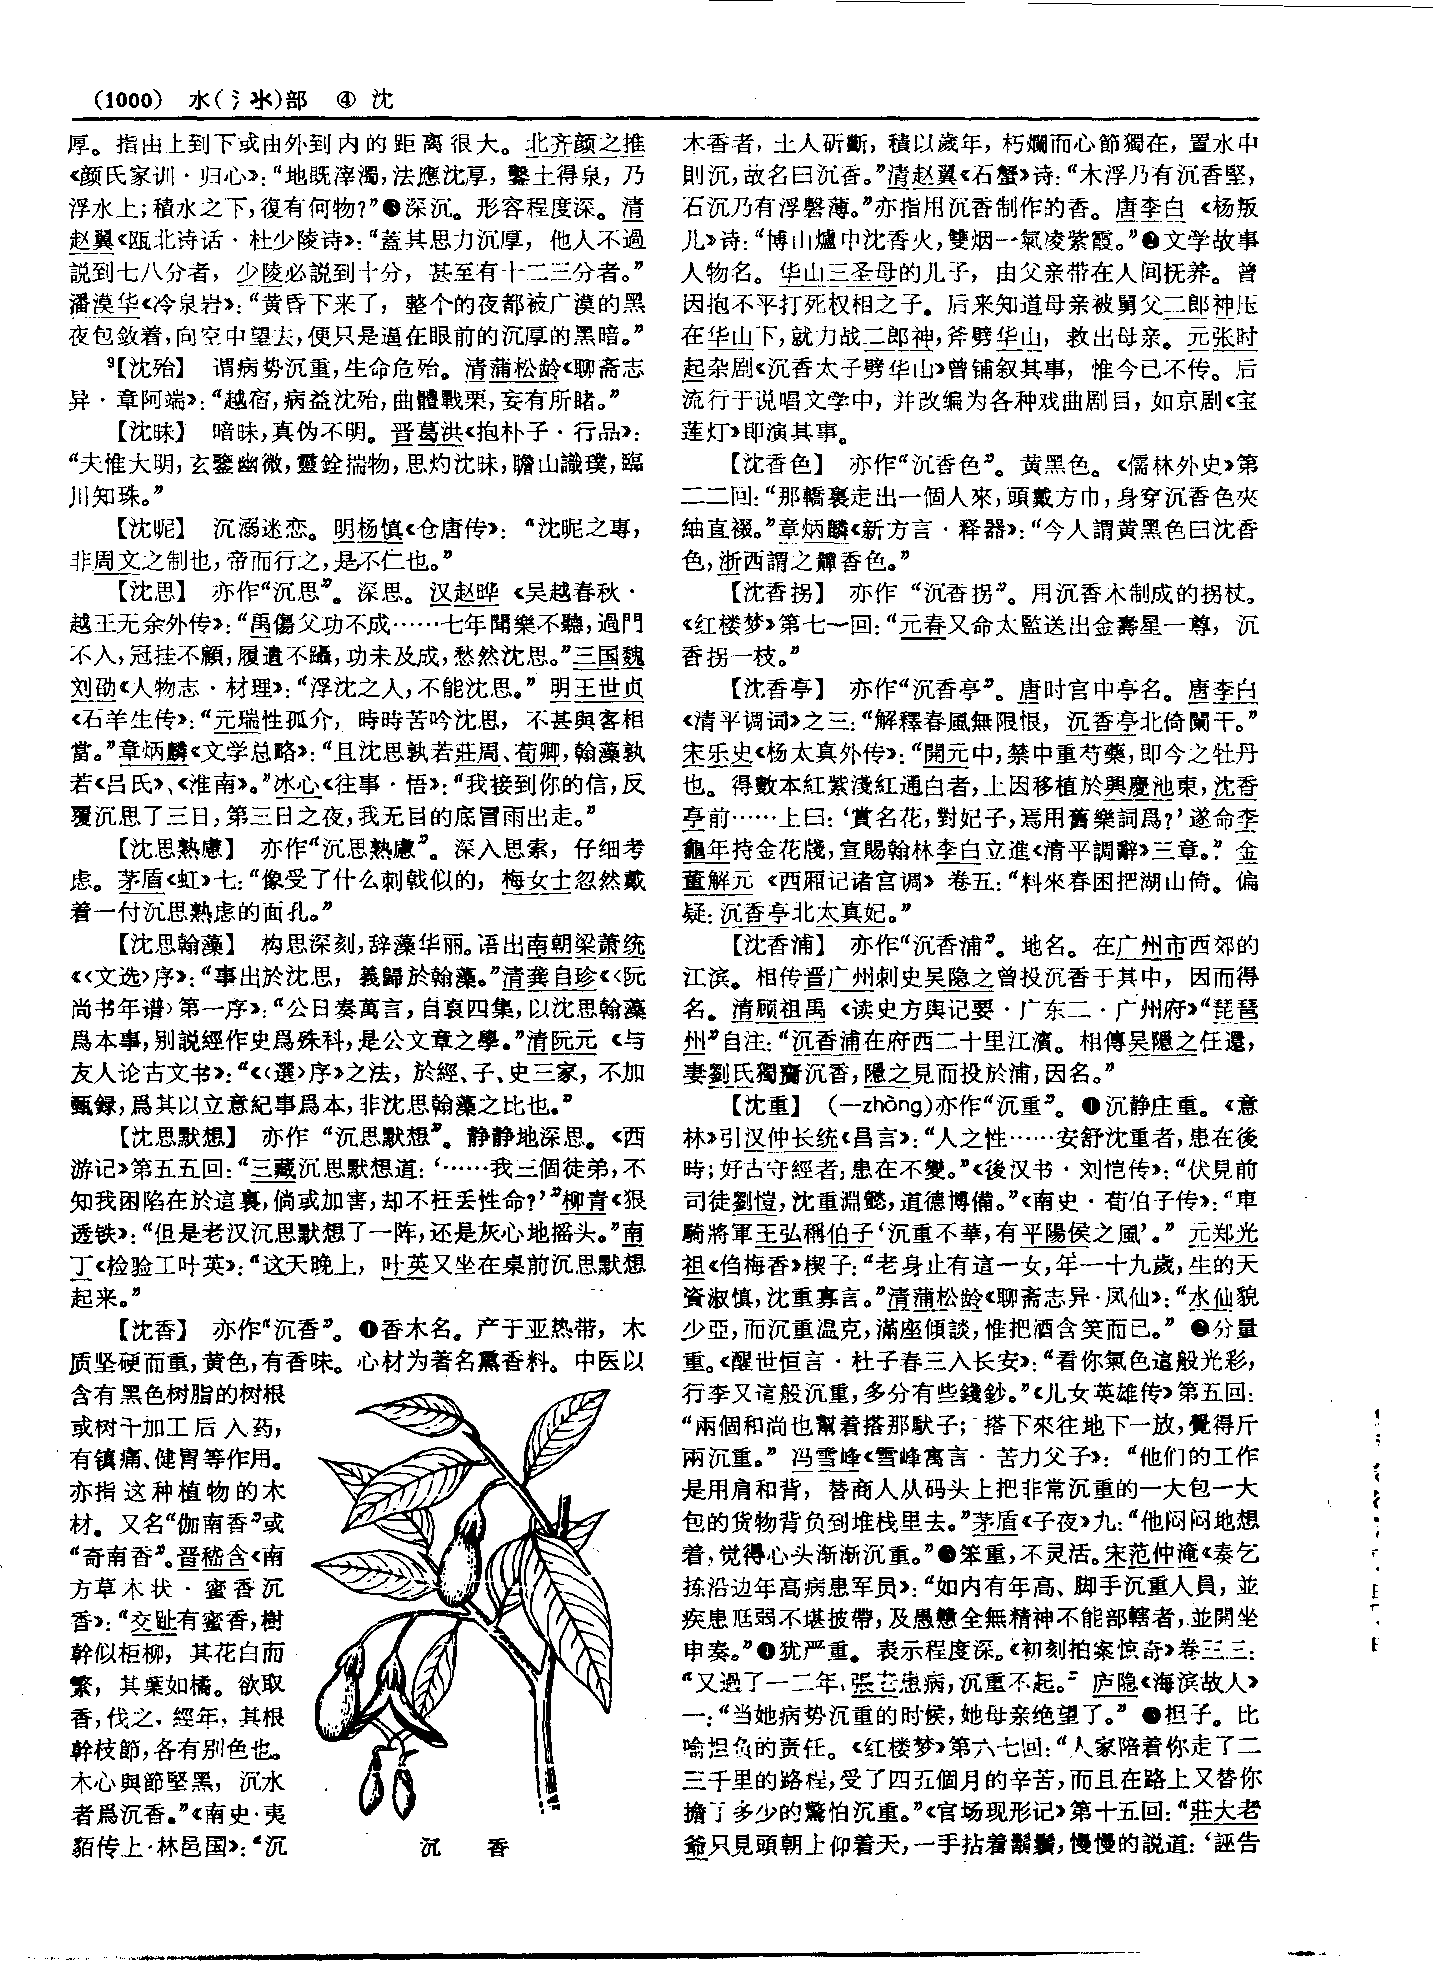 （1000） 水(氵氺)部 ④ 沈
厚。指由上到下或由外到内的距离很大。北齐颜之推
《颜氏家训·归心》：“地既滓濁，法應沈厚，鑿土得泉，乃
浮水上；積水之下，復有何物？”❸深沉。形容程度深。清
赵翼《瓯北诗话·杜少陵诗》：“蓋其思力沉厚，他人不過
説到七八分者，少陵必説到十分，甚至有十二三分者。”
潘漠华《冷泉岩》：“黄昏下来了，整个的夜都被广漠的黑
夜包敛着，向空中望去，便只是逼在眼前的沉厚的黑暗。”
⁹【沈殆】 谓病势沉重，生命危殆。清蒲松龄《聊斋志
异·章阿端》：“越宿，病益沈殆，曲體戰栗，妄有所睹。”
【沈昧】 暗昧，真伪不明。晋葛洪《抱朴子·行品》：
“夫惟大明，玄鑒幽微，靈銓揣物，思灼沈昧，瞻山識璞，臨
川知珠。”
【沈昵】 沉溺迷恋。明杨慎《仓唐传》：“沈昵之專，
非周文之制也，帝而行之，是不仁也。”
【沈思】 亦作“沉思”。深思。汉赵晔《吴越春秋·
越王无余外传》：“禹傷父功不成……七年聞樂不聽，過門
不入，冠挂不顧，履遺不躡，功未及成，愁然沈思。”三国魏
刘劭《人物志·材理》：“浮沈之人，不能沈思。”明王世贞
《石羊生传》：“元瑞性孤介，時時苦吟沈思，不甚與客相
當。”章炳麟《文学总略》：“且沈思孰若莊周、荀卿，翰藻孰
若《吕氏》、《淮南》。”冰心《往事·悟》：“我接到你的信，反
覆沉思了三日，第三日之夜，我无目的底冒雨出走。”
【沈思熟慮】 亦作“沉思熟慮”。深入思索，仔细考
虑。茅盾《虹》七：“像受了什么刺戟似的，梅女士忽然戴
着一付沉思熟虑的面孔。”
【沈思翰藻】 构思深刻，辞藻华丽。语出南朝梁萧统
《〈文选〉序》：“事出於沈思，義歸於翰藻。”清龚自珍《〈阮
尚书年谱〉第一序》：“公日奏萬言，自裒四集，以沈思翰藻
爲本事，别説經作史爲殊科，是公文章之學。”清阮元《与
友人论古文书》：“《〈選〉序》之法，於經、子、史三家，不加
甄録，爲其以立意紀事爲本，非沈思翰藻之比也。”
【沈思默想】 亦作“沉思默想”。静静地深思。《西
游记》第五五回：“三藏沉思默想道：‘……我三個徒弟，不
知我困陷在於這裏，倘或加害，却不枉丢性命？’”柳青《狠
透铁》：“但是老汉沉思默想了一阵，还是灰心地摇头。”南
丁《检验工叶英》：“这天晚上，叶英又坐在桌前沉思默想
起来。”
【沈香】 亦作“沉香”。❶香木名。产于亚热带，木
质坚硬而重，黄色，有香味。心材为著名熏香料。中医以
含有黑色树脂的树根
或树干加工后入药，
有镇痛、健胃等作用。
亦指这种植物的木
材。又名“伽南香”或
“奇南香”。晋嵇含《南
方草木状·蜜香沉
香》：“交趾有蜜香，樹
幹似柜柳，其花白而
繁，其葉如橘。欲取
香，伐之，經年，其根
幹枝節，各有别色也。
木心與節堅黑，沉水
者爲沉香。”《南史·夷
貊传上·林邑国》：“沉
沉 香
木香者，土人斫斷，積以歲年，朽爛而心節獨在，置水中
則沉，故名曰沉香。”清赵翼《石蟹》诗：“木浮乃有沉香堅，
石沉乃有浮磬薄。”亦指用沉香制作的香。唐李白《杨叛
儿》诗：“博山爐中沈香火，雙烟一氣凌紫霞。”❷文学故事
人物名。华山三圣母的儿子，由父亲带在人间抚养。曾
因抱不平打死权相之子。后来知道母亲被舅父二郎神压
在华山下，就力战二郎神，斧劈华山，救出母亲。元张时
起杂剧《沉香太子劈华山》曾铺叙其事，惟今已不传。后
流行于说唱文学中，并改编为各种戏曲剧目，如京剧《宝
莲灯》即演其事。
【沈香色】 亦作“沉香色”。黄黑色。《儒林外史》第
二二回：“那轎裏走出一個人來，頭戴方巾，身穿沉香色夾
紬直裰。”章炳麟《新方言·释器》：“今人謂黄黑色曰沈香
色，浙西謂之䵮香色。”
【沈香拐】 亦作“沉香拐”。用沉香木制成的拐杖。
《红楼梦》第七一回：“元春又命太監送出金壽星一尊，沉
香拐一枝。”
【沈香亭】 亦作“沉香亭”。唐时宫中亭名。唐李白
《清平调词》之三：“解釋春風無限恨，沉香亭北倚闌干。”
宋乐史《杨太真外传》：“開元中，禁中重芍藥，即今之牡丹
也。得數本紅紫淺紅通白者，上因移植於興慶池東，沈香
亭前……上曰：‘賞名花，對妃子，焉用舊樂詞爲？’遂命李
龜年持金花牋，宣賜翰林李白立進《清平調辭》三章。”金
董解元《西厢记诸宫调》卷五：“料來春困把湖山倚。偏
疑：沉香亭北太真妃。”
【沈香浦】 亦作“沉香浦”。地名。在广州市西郊的
江滨。相传晋广州刺史吴隐之曾投沉香于其中，因而得
名。清顾祖禹《读史方舆记要·广东二·广州府》“琵琶
州”自注：“沉香浦在府西二十里江濱。相傳吴隱之任還，
妻劉氏獨齎沉香，隱之見而投於浦，因名。”
【沈重】 （—zhòng）亦作“沉重”。❶沉静庄重。《意
林》引汉仲长统《昌言》：“人之性……安舒沈重者，患在後
時；好古守經者，患在不變。”《後汉书·刘恺传》：“伏見前
司徒劉愷，沈重淵懿，道德博備。”《南史·荀伯子传》：“車
騎將軍王弘稱伯子‘沉重不華，有平陽侯之風’。”元郑光
祖《㑇梅香》楔子：“老身止有這一女，年一十九歲，生的天
資淑慎，沈重寡言。”清蒲松龄《聊斋志异·凤仙》：“水仙貌
少亞，而沉重温克，滿座傾談，惟把酒含笑而已。”❷分量
重。《醒世恒言·杜子春三入长安》：“看你氣色這般光彩，
行李又這般沉重，多分有些錢鈔。”《儿女英雄传》第五回：
“兩個和尚也幫着搭那馱子；搭下來往地下一放，覺得斤
兩沉重。”冯雪峰《雪峰寓言·苦力父子》：“他们的工作
是用肩和背，替商人从码头上把非常沉重的一大包一大
包的货物背负到堆栈里去。”茅盾《子夜》九：“他闷闷地想
着，觉得心头渐渐沉重。”❸笨重，不灵活。宋范仲淹《奏乞
拣沿边年高病患军员》：“如内有年高、脚手沉重人員，並
疾患尫弱不堪披帶，及愚戆全無精神不能部轄者，並開坐
申奏。”❹犹严重。表示程度深。《初刻拍案惊奇》卷三三：
“又過了一二年，張老患病，沉重不起。”庐隐《海滨故人》
一：“当她病势沉重的时候，她母亲绝望了。”❺担子。比
喻担负的责任。《红楼梦》第六七回：“人家陪着你走了二
三千里的路程，受了四五個月的辛苦，而且在路上又替你
擔了多少的驚怕沉重。”《官场现形记》第十五回：“莊大老
爺只見頭朝上仰着天，一手拈着鬍鬚，慢慢的説道：‘誣告